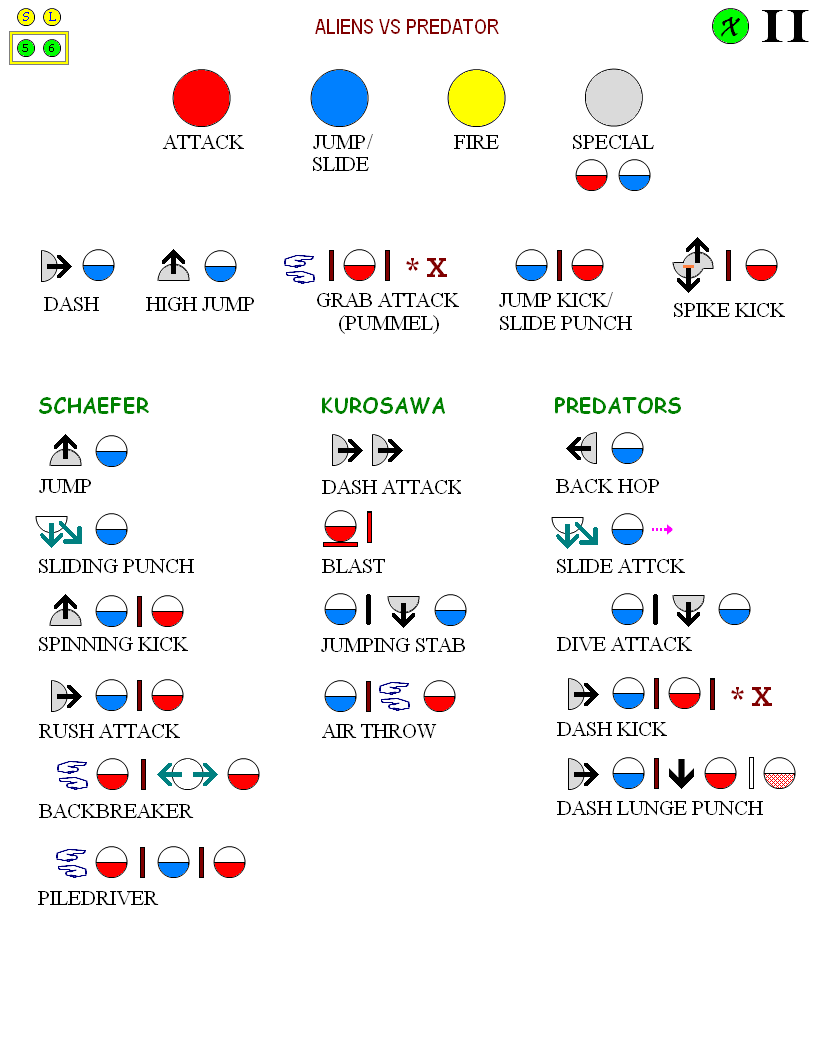 S L
5 6
ALIENS VS PREDATOR
X II
ATTACK
JUMP/
SLIDE
FIRE
SPECIAL
DASH
HIGH JUMP
* X
GRAB ATTACK
(PUMMEL)
JUMP KICK/
SLIDE PUNCH
SPIKE KICK
SCHAEFER
JUMP
SLIDING PUNCH
SPINNING KICK
RUSH ATTACK
BACKBREAKER
PILEDRIVER
KUROSAWA
DASH ATTACK
BLAST
JUMPING STAB
AIR THROW
PREDATORS
BACK HOP
SLIDE ATTCK
DIVE ATTACK
* X
DASH KICK
DASH LUNGE PUNCH